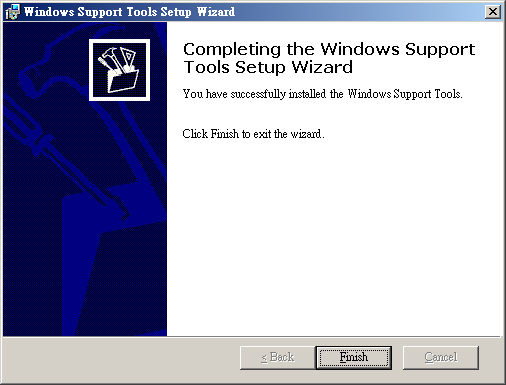 Windows Support Tools Setup Wizard
Completing the Windows Support
Tools Setup Wizard
You have successfully installed the Windows Support Tools.
Click Finish to exit the wizard.
< Back
Finish
Cancel